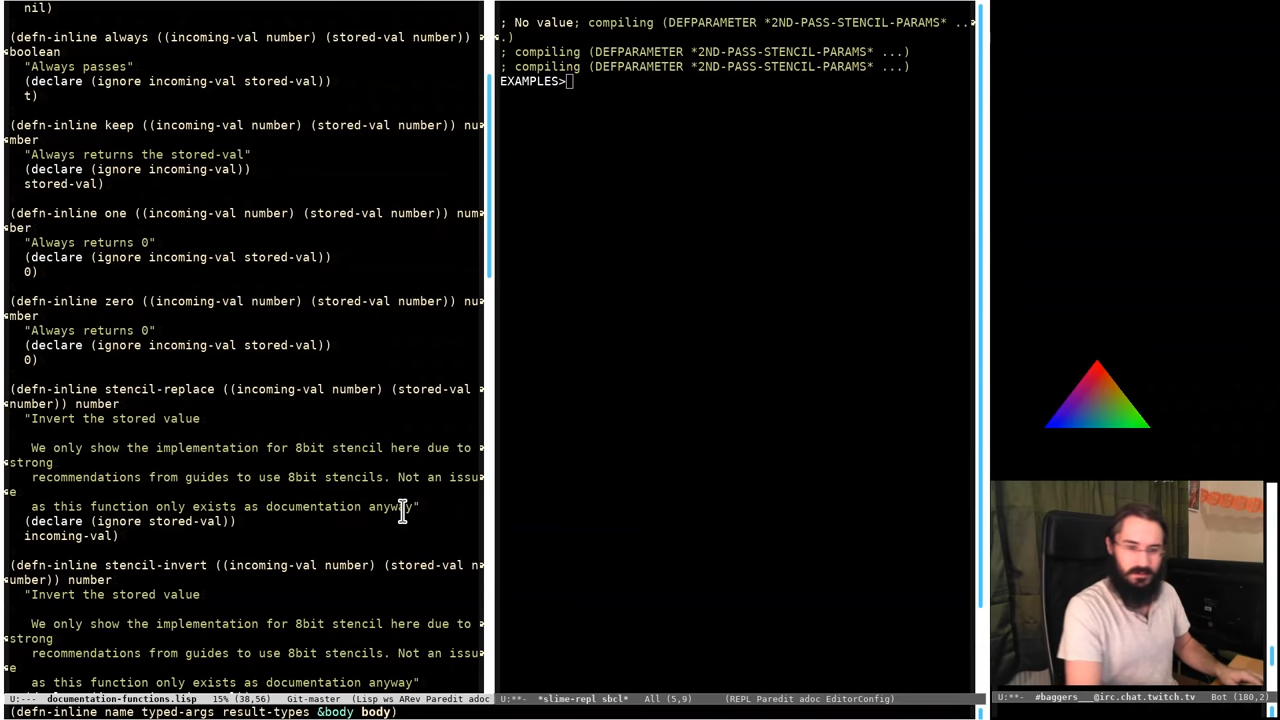 nil)
(defn-inline always ((incoming-val number) (stored-val number))
boolean
"Always passes"
(declare (ignore incoming-val stored-val))
t)
(defn-inline keep ((incoming-val number) (stored-val number)) nu
mber
"Always returns the stored-val"
(declare (ignore incoming-val))
stored-val)
(defn-inline one ((incoming-val number) (stored-val number)) num
ber
"Always returns 0"
(declare (ignore incoming-val stored-val))
0)
(defn-inline zero ((incoming-val number) (stored-val number)) nu
mber
"Always returns 0"
(declare (ignore incoming-val stored-val))
0)
(defn-inline stencil-replace ((incoming-val number) (stored-val
number)) number
"Invert the stored value
We only show the implementation for 8bit stencil here due to
strong
recommendations from guides to use 8bit stencils. Not an issu
e
as this function only exists as documentation anyway"
(declare (ignore stored-val))
incoming-val)
(defn-inline stencil-invert ((incoming-val number) (stored-val n
umber)) number
"Invert the stored value
We only show the implementation for 8bit stencil here due to
strong
recommendations from guides to use 8bit stencils. Not an issu
e
as this function only exists as documentation anyway"
U:--- documentation-functions.lisp 15% (38,56) Git-master (Lisp ws ARev Paredit adoc
(defn-inline name typed-args result-types &body body)
; No value; compiling (DEFPARAMETER *2ND-PASS-STENCIL-PARAMS* ..
.)
; compiling (DEFPARAMETER *2ND-PASS-STENCIL-PARAMS* ...)
; compiling (DEFPARAMETER *2ND-PASS-STENCIL-PARAMS* ...)
EXAMPLES>
U:**- *slime-repl sbcl* All (5,9) (REPL Paredit adoc EditorConfig)
U:**- #baggers__@irc.chat.twitch.tv Bot (180,2)